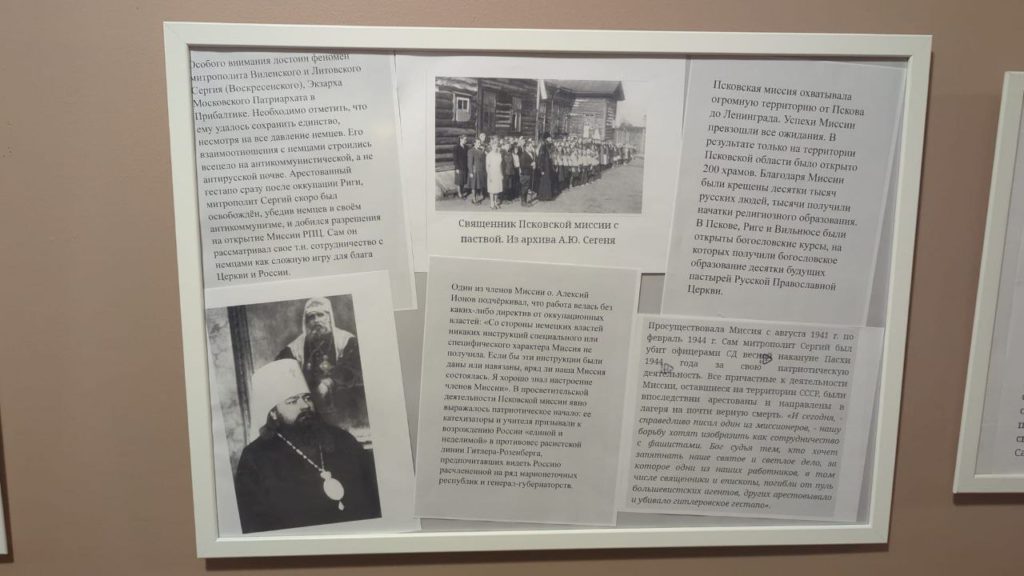 Особого внимания достоин феномен
митрополита Виленского и Литовского
Сергия (Воскресенского), Экзарха
Московского Патриархата в
Прибалтике. Необходимо отметить, что
ему удалось сохранить единство,
несмотря на все давление немцев. Его
взаимоотношения с немцами строились
всецело на антикоммунистической, а не
антирусской почве. Арестованный
гестапо сразу после оккупации Риги,
митрополит Сергий скоро был
освобождён, убедив немцев в своём
антикоммунизме, и добился разрешения
на открытие Миссии РПЦ. Сам он
рассматривал свое т.н. сотрудничество с
немцами как сложную игру для блага
Церкви и России.
Священник Псковской миссии с
паствой. Из архива А.Ю. Сегеня
Псковская миссия охватывала
огромную территорию от Пскова
до Ленинграда. Успехи Миссии
превзошли все ожидания. В
результате только на территории
Псковской области было открыто
200 храмов. Благодаря Миссии
были крещены десятки тысяч
русских людей, тысячи получили
начатки религиозного образования.
В Пскове, Риге и Вильнюсе были
открыты богословские курсы, на
которых получили богословское
образование десятки будущих
пастырей Русской Православной
Церкви.
Один из членов Миссии о. Алексий
Ионов подчёркивал, что работа велась без
каких-либо директив от оккупационных
властей: «Со стороны немецких властей
никаких инструкций специального или
специфического характера Миссия не
получила. Если бы эти инструкции были
даны или навязаны, вряд ли наша Миссия
состоялась. Я хорошо знал настроение
членов Миссии». В просветительской
деятельности Псковской миссии явно
выражалось патриотическое начало: ее
катехизаторы и учителя призывали к
возрождению России «единой и
неделимой» в противовес расистской
линии Гитлера-Розенберга,
предпочитавших видеть Россию
расчлененной на ряд марионеточных
республик и генерал-губернаторств.
Просуществовала Миссия с августа 1941 г. по
февраль 1944 г. Сам митрополит Сергий был
убит офицерами СД весной накануне Пасхи
1944 года за свою патриотическую
деятельность. Все причастные к деятельности
Миссии, оставшиеся на территории СССР, были
впоследствии арестованы и направлены в
лагеря на почти верную смерть. «И сегодня, -
справедливо писал один из миссионеров, - нашу
борьбу хотят изобразить как сотрудничество
с фашистами. Бог судья тем, кто хочет
запятнать наше святое и светлое дело, за
которое одни из наших работников, в том
числе священники и епископы, погибли от пуль
большевистских агентов, других арестовывало
и убивало гитлеровское гестапо».